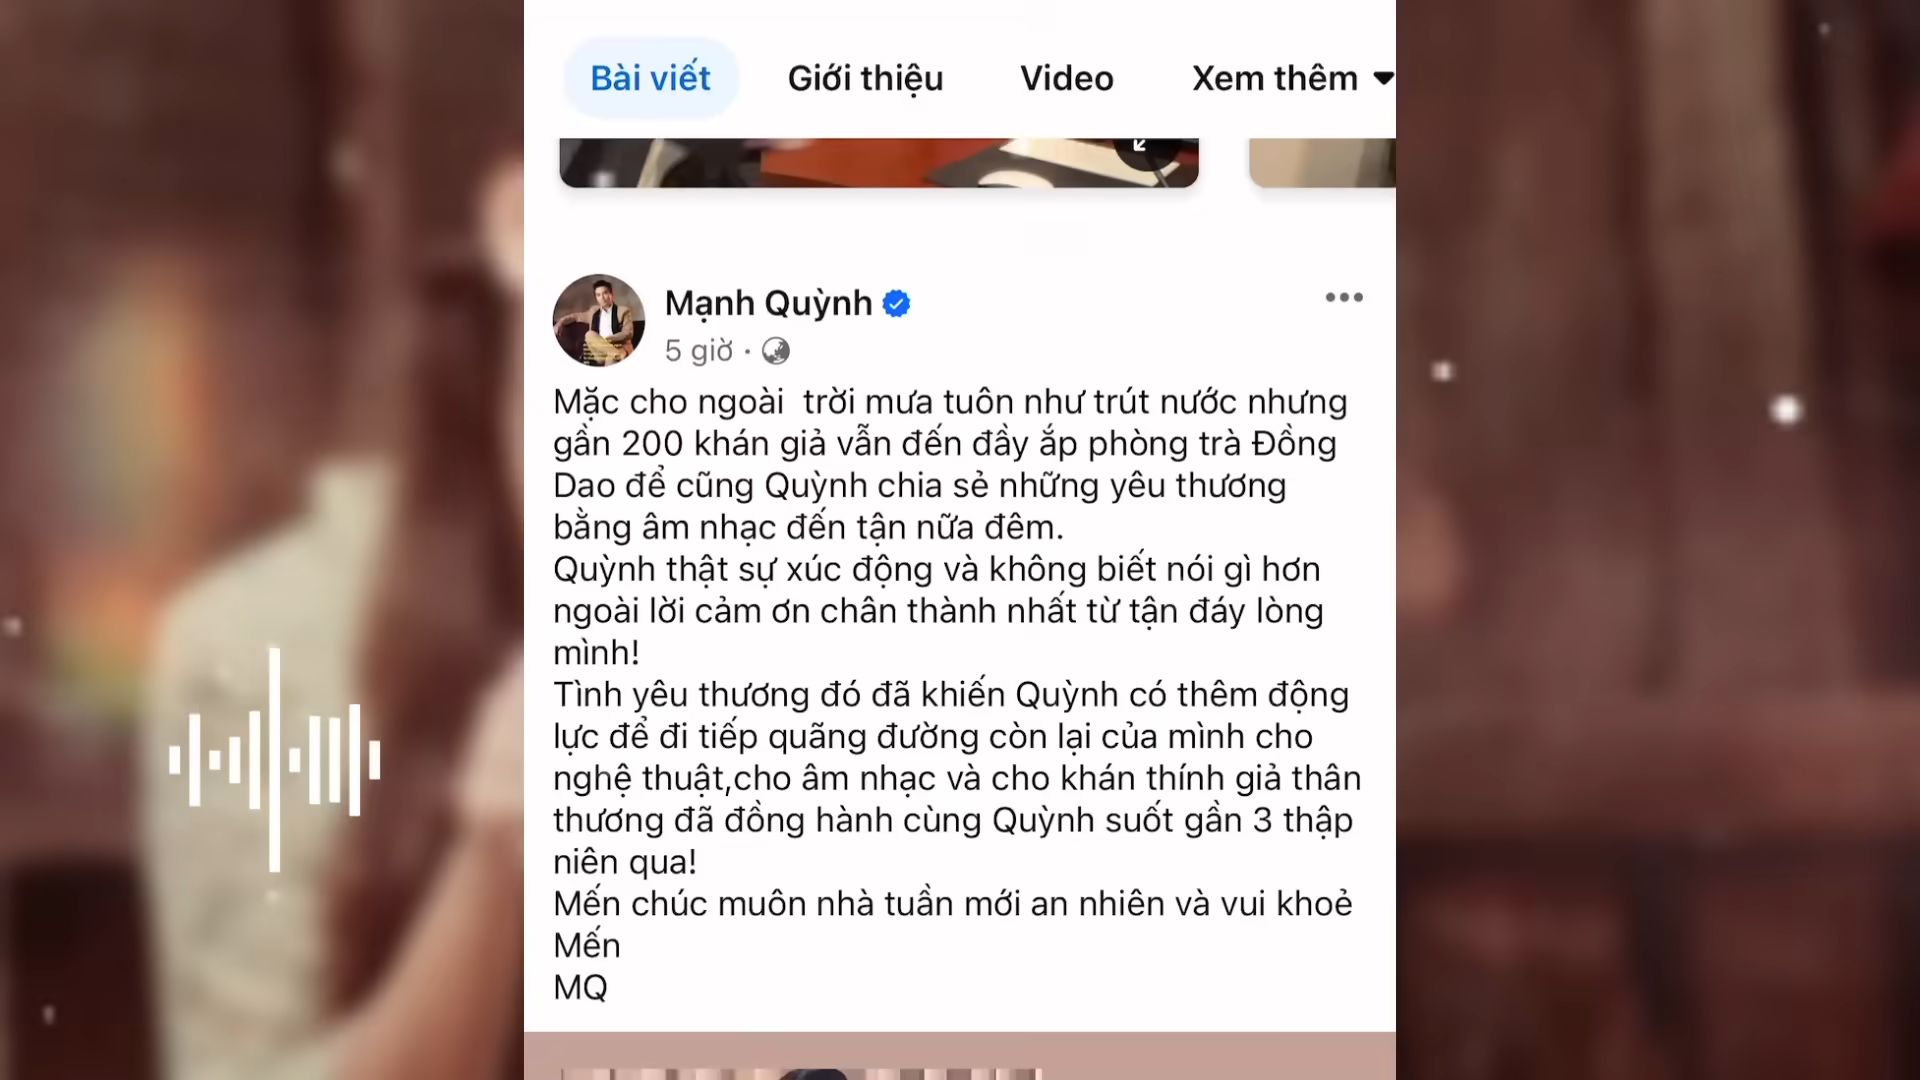 Bài viết Giới thiệu Video Xem thêm
Mạnh Quỳnh
5 giờ ·
Mặc cho ngoài  trời mưa tuôn như trút nước nhưng
gần 200 khán giả vẫn đến đầy ắp phòng trà Đồng
Dao để cũng Quỳnh chia sẻ những yêu thương
bằng âm nhạc đến tận nữa đêm.
Quỳnh thật sự xúc động và không biết nói gì hơn
ngoài lời cảm ơn chân thành nhất từ tận đáy lòng
mình!
Tình yêu thương đó đã khiến Quỳnh có thêm động
lực để đi tiếp quãng đường còn lại của mình cho
nghệ thuật,cho âm nhạc và cho khán thính giả thân
thương đã đồng hành cùng Quỳnh suốt gần 3 thập
niên qua!
Mến chúc muôn nhà tuần mới an nhiên và vui khoẻ
Mến
MQ